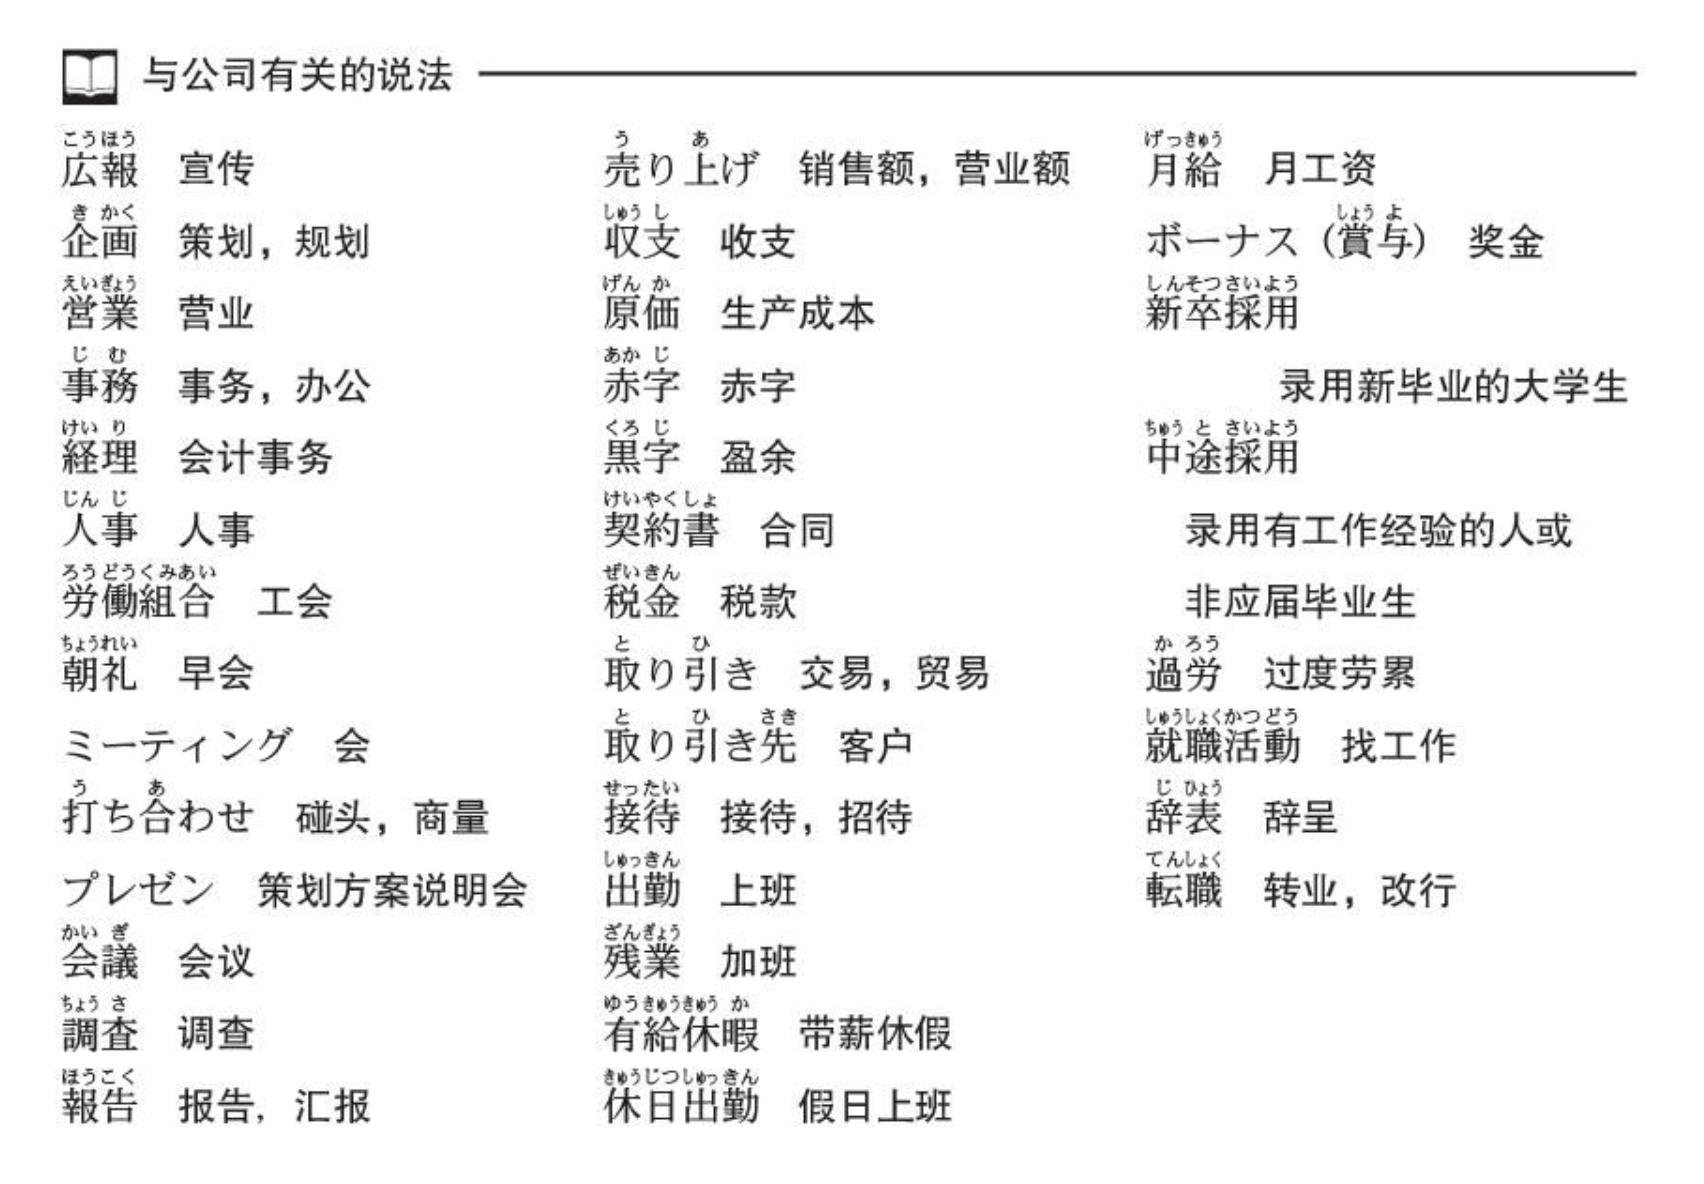 与公司有关的说法
こうほう
広報 宣传
き かく
企画 策划，规划
えいぎょう
営業 营业
じ む
事務 事务，办公
けい り
経理 会计事务
じん じ
人事 人事
ろうどうくみあい
労働組合 工会
ちょうれい
朝礼 早会
ミーティング 会
う あ
打ち合わせ 碰头，商量
プレゼン 策划方案说明会
かい ぎ
会議 会议
ちょう さ
調査 调查
ほうこく
報告 报告，汇报
う あ
売り上げ 销售额，营业额
しゅう し
収支 收支
げん か
原価 生产成本
あか じ
赤字 赤字
くろ じ
黒字 盈余
けいやくしょ
契約書 合同
ぜいきん
税金 税款
と ひ
取り引き 交易，贸易
と ひ さき
取り引き先 客户
せったい
接待 接待，招待
しゅっきん
出勤 上班
ざんぎょう
残業 加班
ゆうきゅうきゅう か
有給休暇 带薪休假
きゅうじつしゅっきん
休日出勤 假日上班
げっきゅう
月給 月工资
しょう よ
ボーナス（賞与） 奖金
しんそつさいよう
新卒採用
录用新毕业的大学生
ちゅう と さいよう
中途採用
录用有工作经验的人或
非应届毕业生
か ろう
過労 过度劳累
しゅうしょくかつどう
就職活動 找工作
じ ひょう
辞表 辞呈
てんしょく
転職 转业，改行